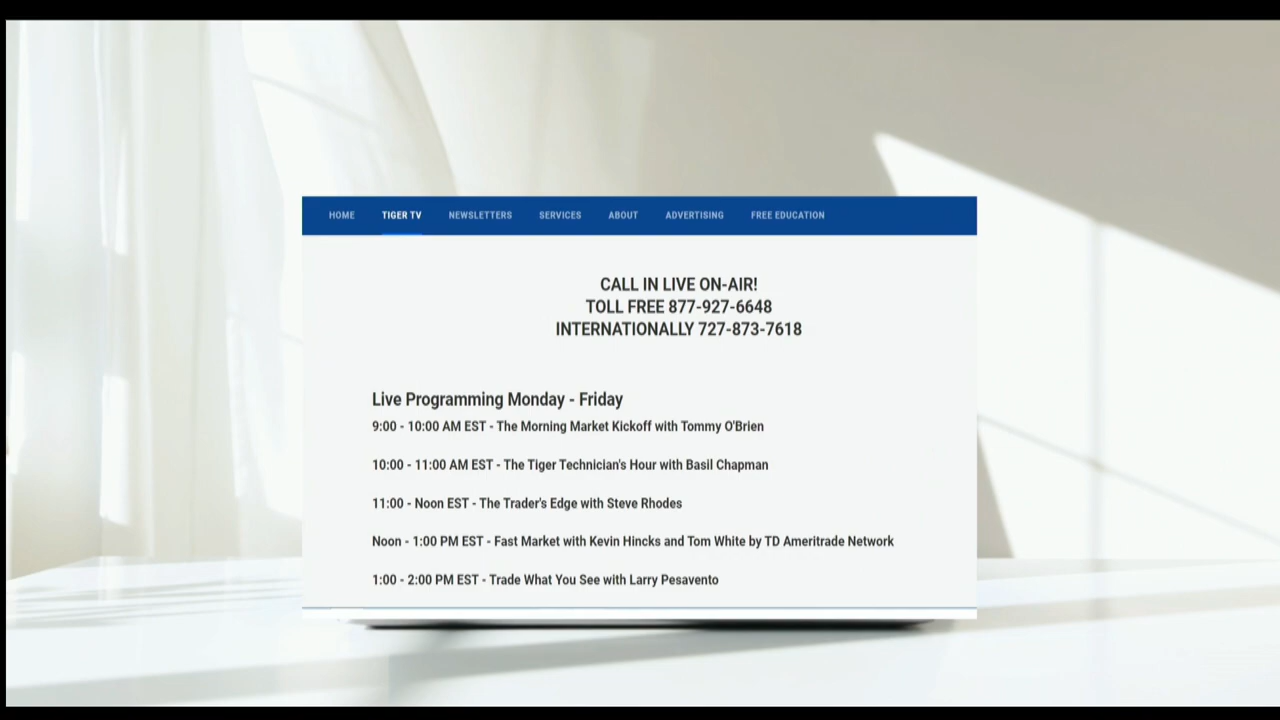 HOME TIGER TV NEWSLETTERS SERVICES ABOUT ADVERTISING FREE EDUCATION
CALL IN LIVE ON-AIR!
TOLL FREE 877-927-6648
INTERNATIONALLY 727-873-7618
Live Programming Monday - Friday
9:00 - 10:00 AM EST - The Morning Market Kickoff with Tommy O'Brien
10:00 - 11:00 AM EST - The Tiger Technician's Hour with Basil Chapman
11:00 - Noon EST - The Trader's Edge with Steve Rhodes
Noon - 1:00 PM EST - Fast Market with Kevin Hincks and Tom White by TD Ameritrade Network
1:00 - 2:00 PM EST - Trade What You See with Larry Pesavento